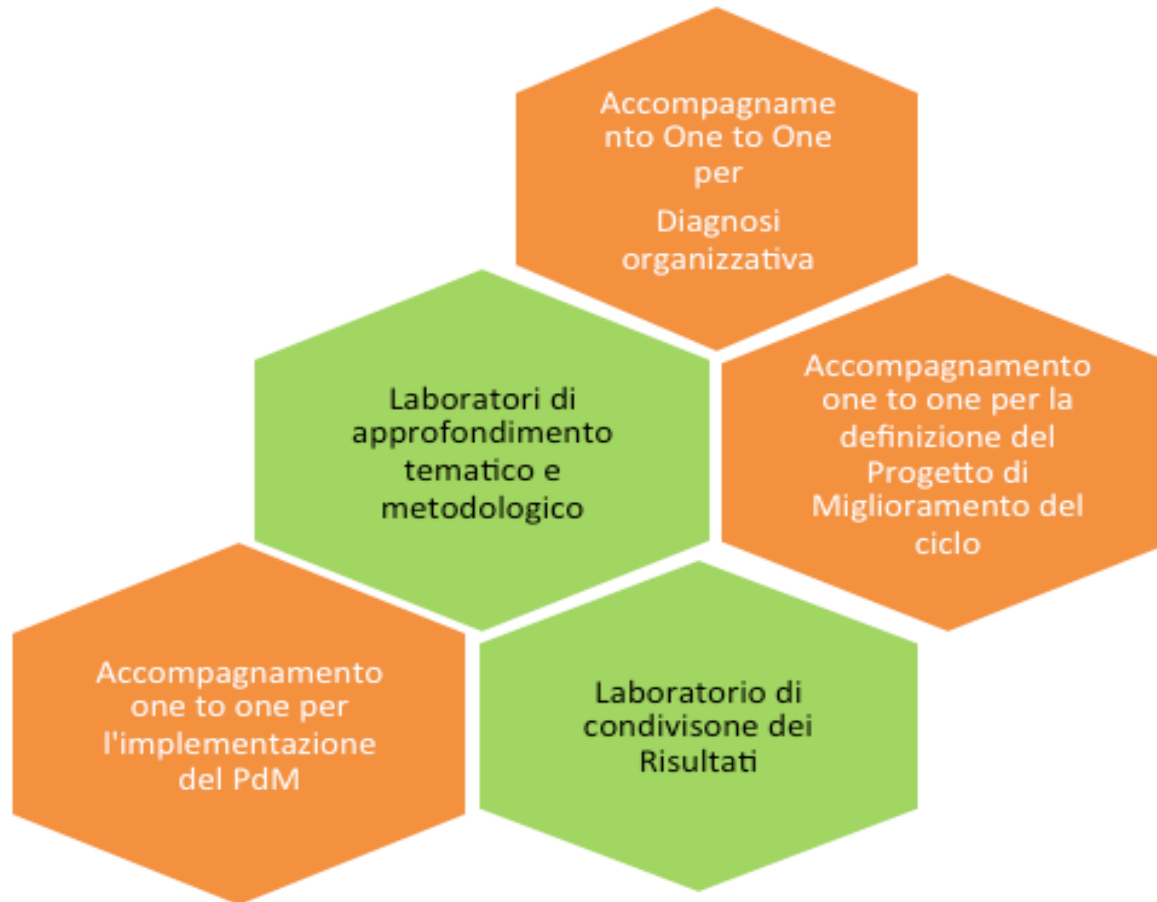 Accompagname
nto One to One
per
Diagnosi
organizzativa
Laboratori di
approfondimento
tematico e
metodologico
Accompagnamento
one to one per la
definizione del
Progetto di
Miglioramento del
ciclo
Accompagnamento
one to one per
l'implementazione
del PdM
Laboratorio di
condivisone dei
Risultati